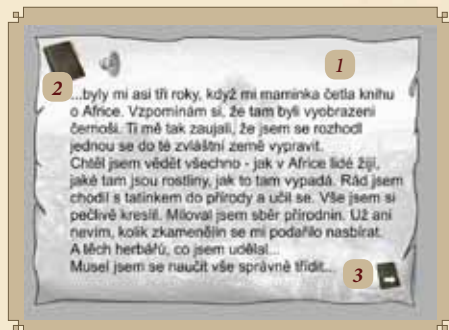 1
2
...byly mi asi tři roky, když mi maminka četla knihu
o Africe. Vzpomínám si, že tam byli vyobrazeni
černoši. Ti mě tak zaujali, že jsem se rozhodl
jednou se do té zvláštní země vypravit.
Chtěl jsem vědět všechno - jak v Africe lidé žijí,
jaké tam jsou rostliny, jak to tam vypadá. Rád jsem
chodil s tatínkem do přírody a učil se. Vše jsem si
pečlivě kreslil. Miloval jsem sběr přírodnin. Už ani
nevím, kolik zkamenělin se mi podařilo nasbírat.
A těch herbářů, co jsem udělal...
Musel jsem se naučit vše správně třídit...
3